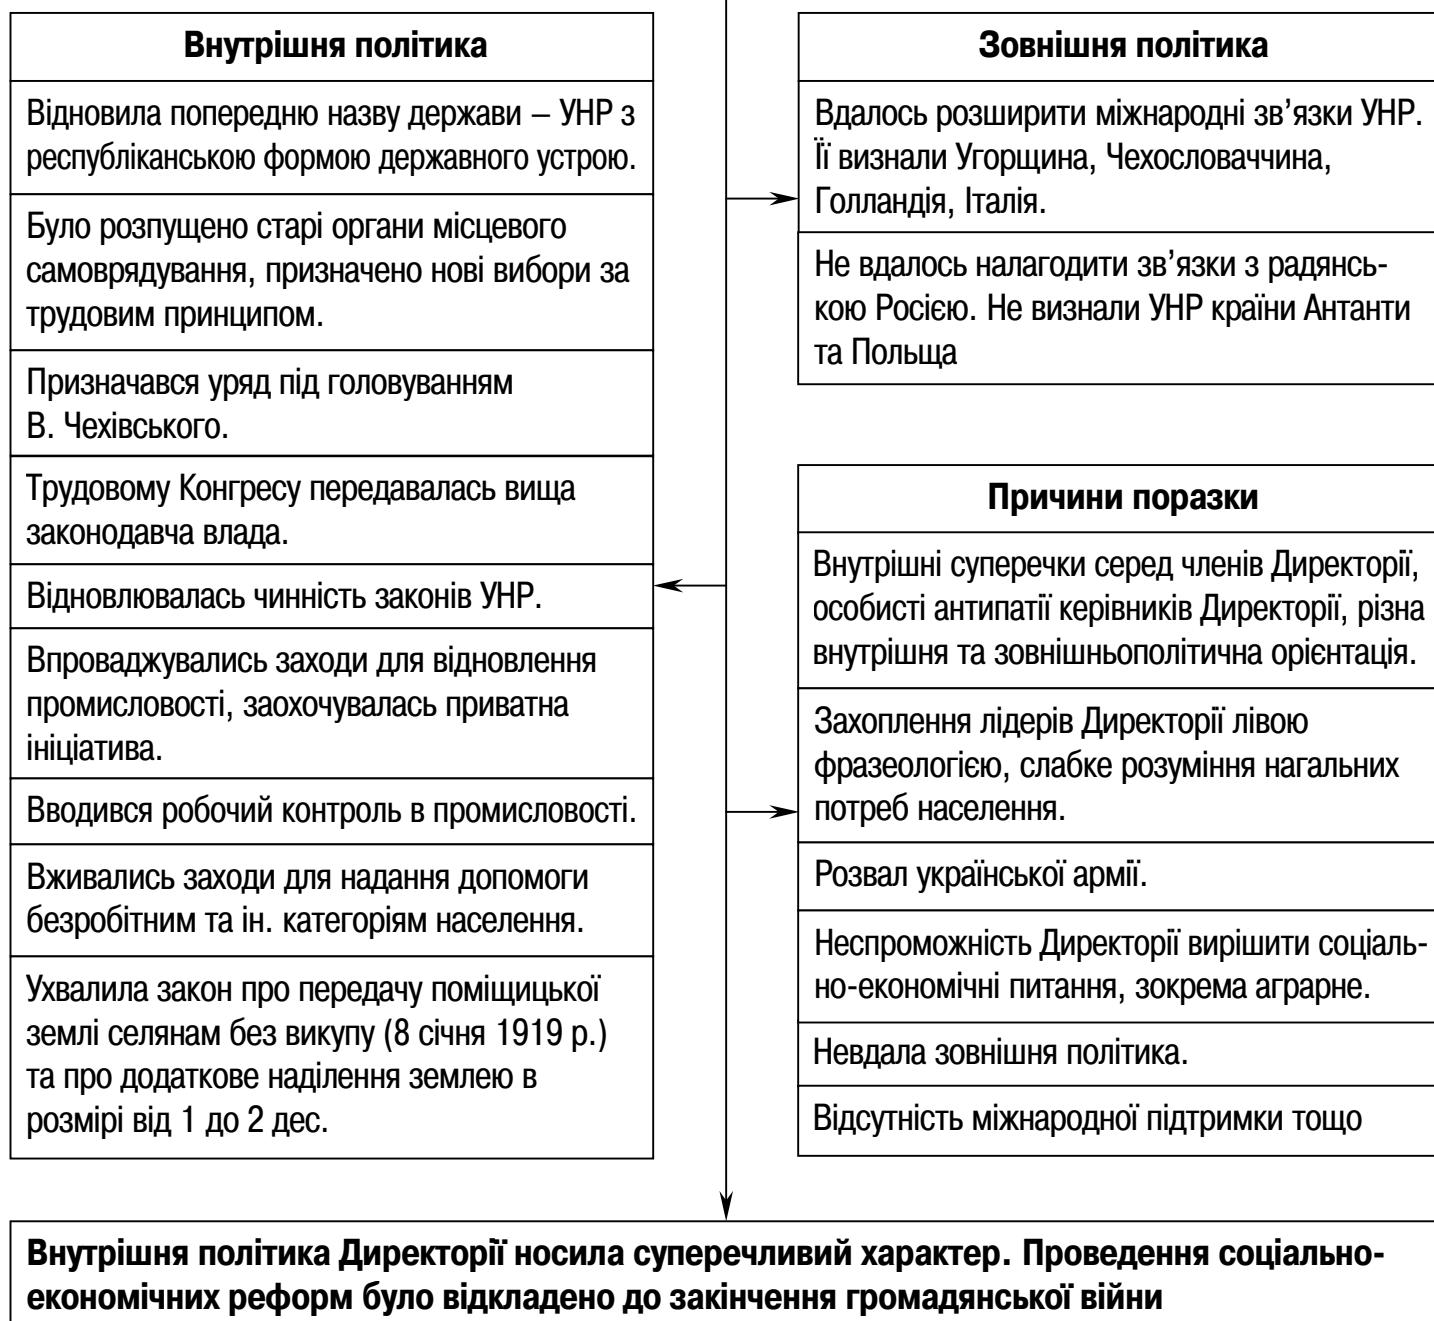 Внутрішня політика
Відновила попередню назву держави – УНР з
республіканською формою державного устрою.
Було розпущено старі органи місцевого
самоврядування, призначено нові вибори за
трудовим принципом.
Призначався уряд під головуванням
В. Чехівського.
Трудовому Конгресу передавалась вища
законодавча влада.
Відновлювалась чинність законів УНР.
Впроваджувались заходи для відновлення
промисловості, заохочувалась приватна
ініціатива.
Вводився робочий контроль в промисловості.
Вживались заходи для надання допомоги
безробітним та ін. категоріям населення.
Ухвалила закон про передачу поміщицької
землі селянам без викупу (8 січня 1919 р.)
та про додаткове наділення землею в
розмірі від 1 до 2 дес.
Зовнішня політика
Вдалось розширити міжнародні зв’язки УНР.
Її визнали Угорщина, Чехословаччина,
Голландія, Італія.
Не вдалось налагодити зв’язки з радянсь-
кою Росією. Не визнали УНР країни Антанти
та Польща
Причини поразки
Внутрішні суперечки серед членів Директорії,
особисті антипатії керівників Директорії, різна
внутрішня та зовнішньополітична орієнтація.
Захоплення лідерів Директорії лівою
фразеологією, слабке розуміння нагальних
потреб населення.
Розвал української армії.
Неспроможність Директорії вирішити соціаль-
но-економічні питання, зокрема аграрне.
Невдала зовнішня політика.
Відсутність міжнародної підтримки тощо
Внутрішня політика Директорії носила суперечливий характер. Проведення соціально-
економічних реформ було відкладено до закінчення громадянської війни